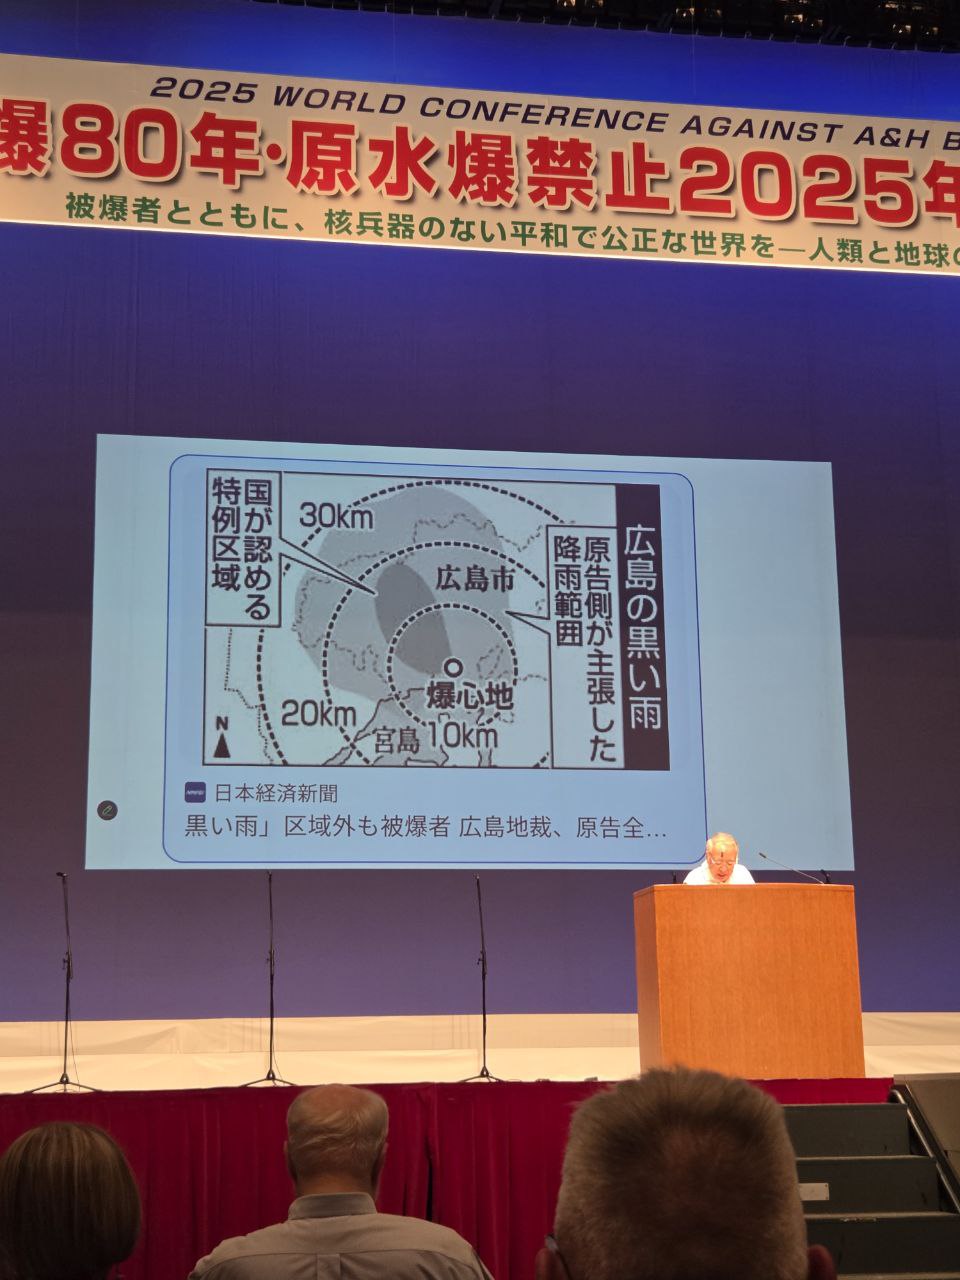 2025 WORLD CONFERENCE AGAINST A&H B
爆80年・原水爆禁止2025年
被爆者とともに、核兵器のない平和で公正な世界を―人類と地球の
広島の黒い雨
原告側が主張した
降雨範囲
国が認める
特例区域
30km
広島市
爆心地
20km
10km
宮島
N
日本経済新聞
黒い雨」区域外も被爆者 広島地裁、原告全...